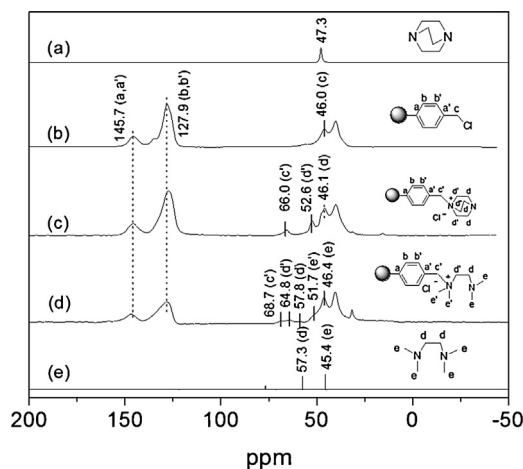 (a)
47.3
N
N
(b)
145.7 (a,a')
127.9 (b,b')
46.0 (c)
b b'
a a' c
Cl
(c)
66.0 (c')
52.6 (d')
46.1 (d)
b b'
a a' c' d' d
N + d' d N
Cl− d' d
(d)
68.7 (c')
64.8 (d')
57.8 (d)
51.7 (e')
46.4 (e)
b b'
a a' c' d' N e
Cl− N + d e
e' e'
(e)
57.3 (d)
45.4 (e)
d d
e N N e
e e
200 150 100 50 0 -50
ppm